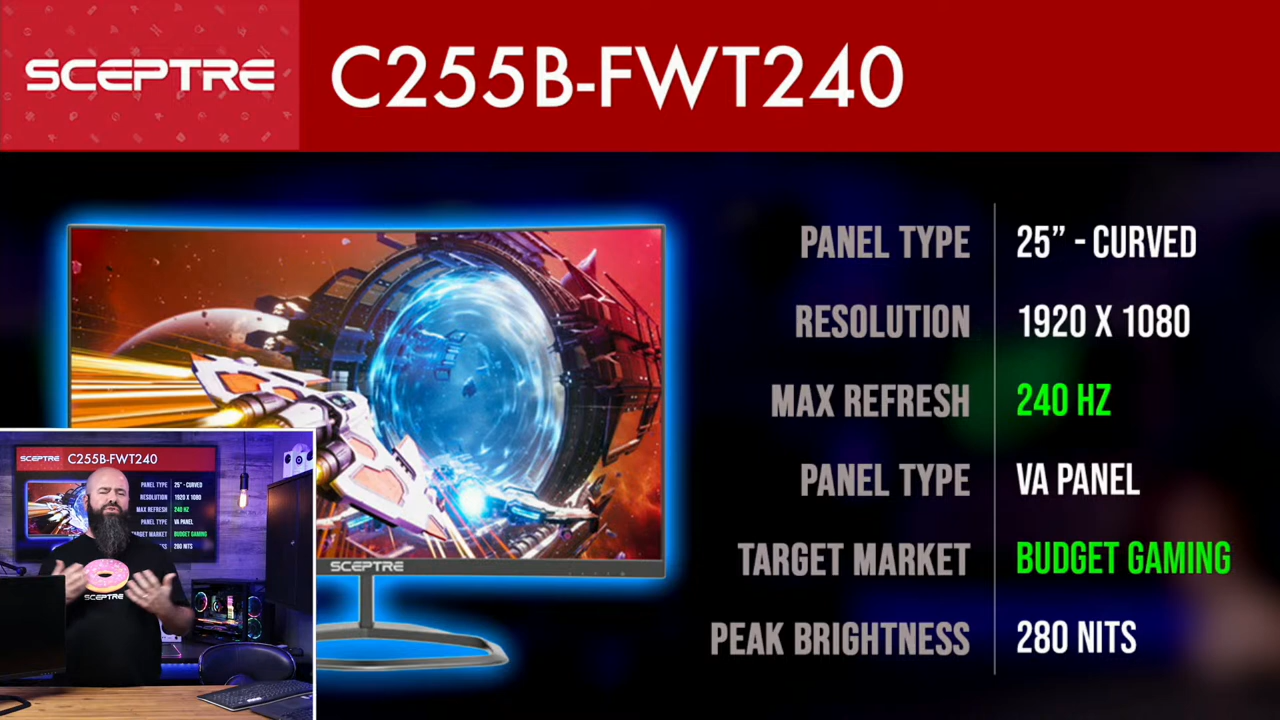 SCEPTRE
C255B-FWT240
PANEL TYPE 25” - CURVED
RESOLUTION 1920 X 1080
MAX REFRESH 240 HZ
PANEL TYPE VA PANEL
TARGET MARKET BUDGET GAMING
PEAK BRIGHTNESS 280 NITS
SCEPTRE
SCEPTRE C255B-FWT240
PANEL TYPE 25” - CURVED
RESOLUTION 1920 X 1080
MAX REFRESH 240 HZ
PANEL TYPE VA PANEL
TARGET MARKET BUDGET GAMING
280 NITS
SCEPTRE